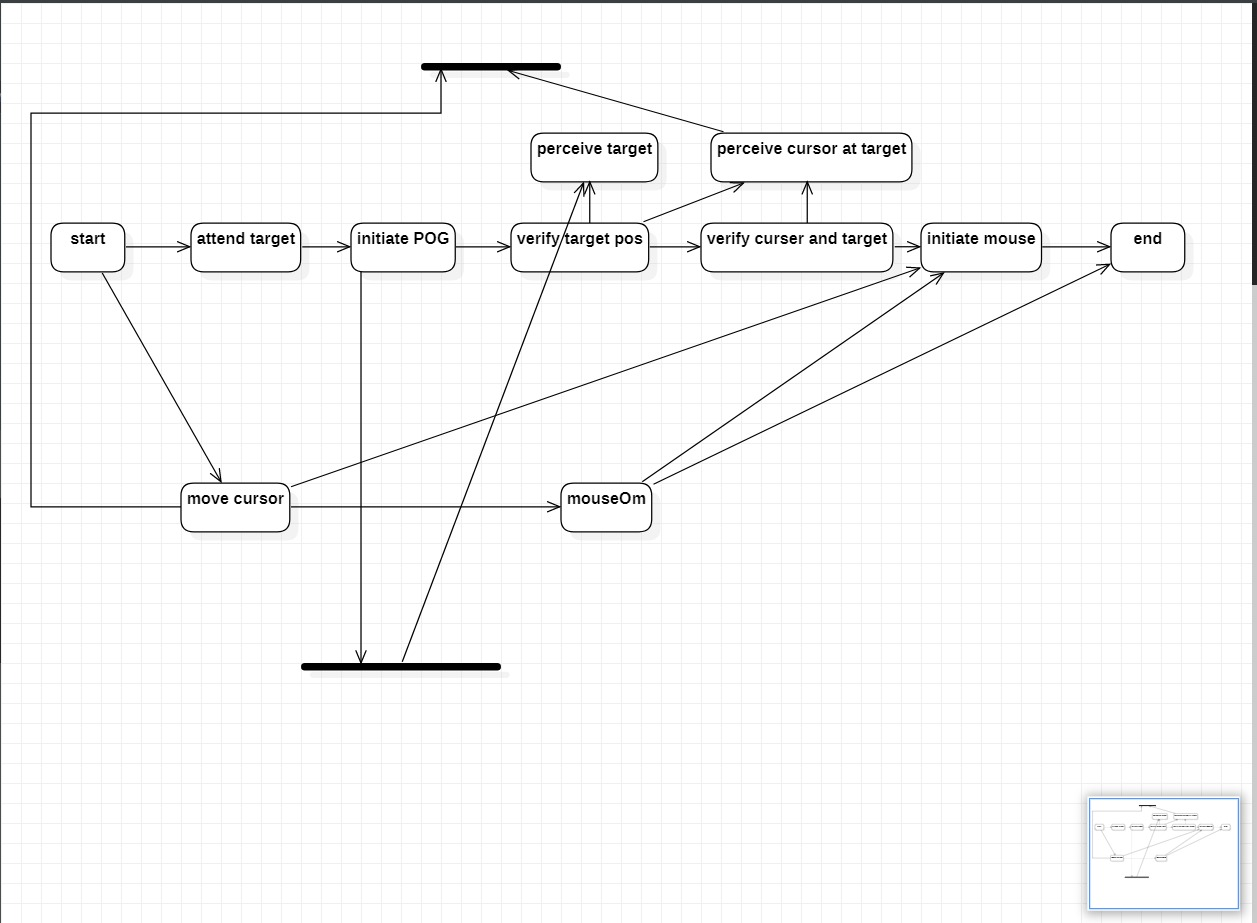 perceive target
perceive cursor at target
start
attend target
initiate POG
verify target pos
verify curser and target
initiate mouse
end
move cursor
mouseOm